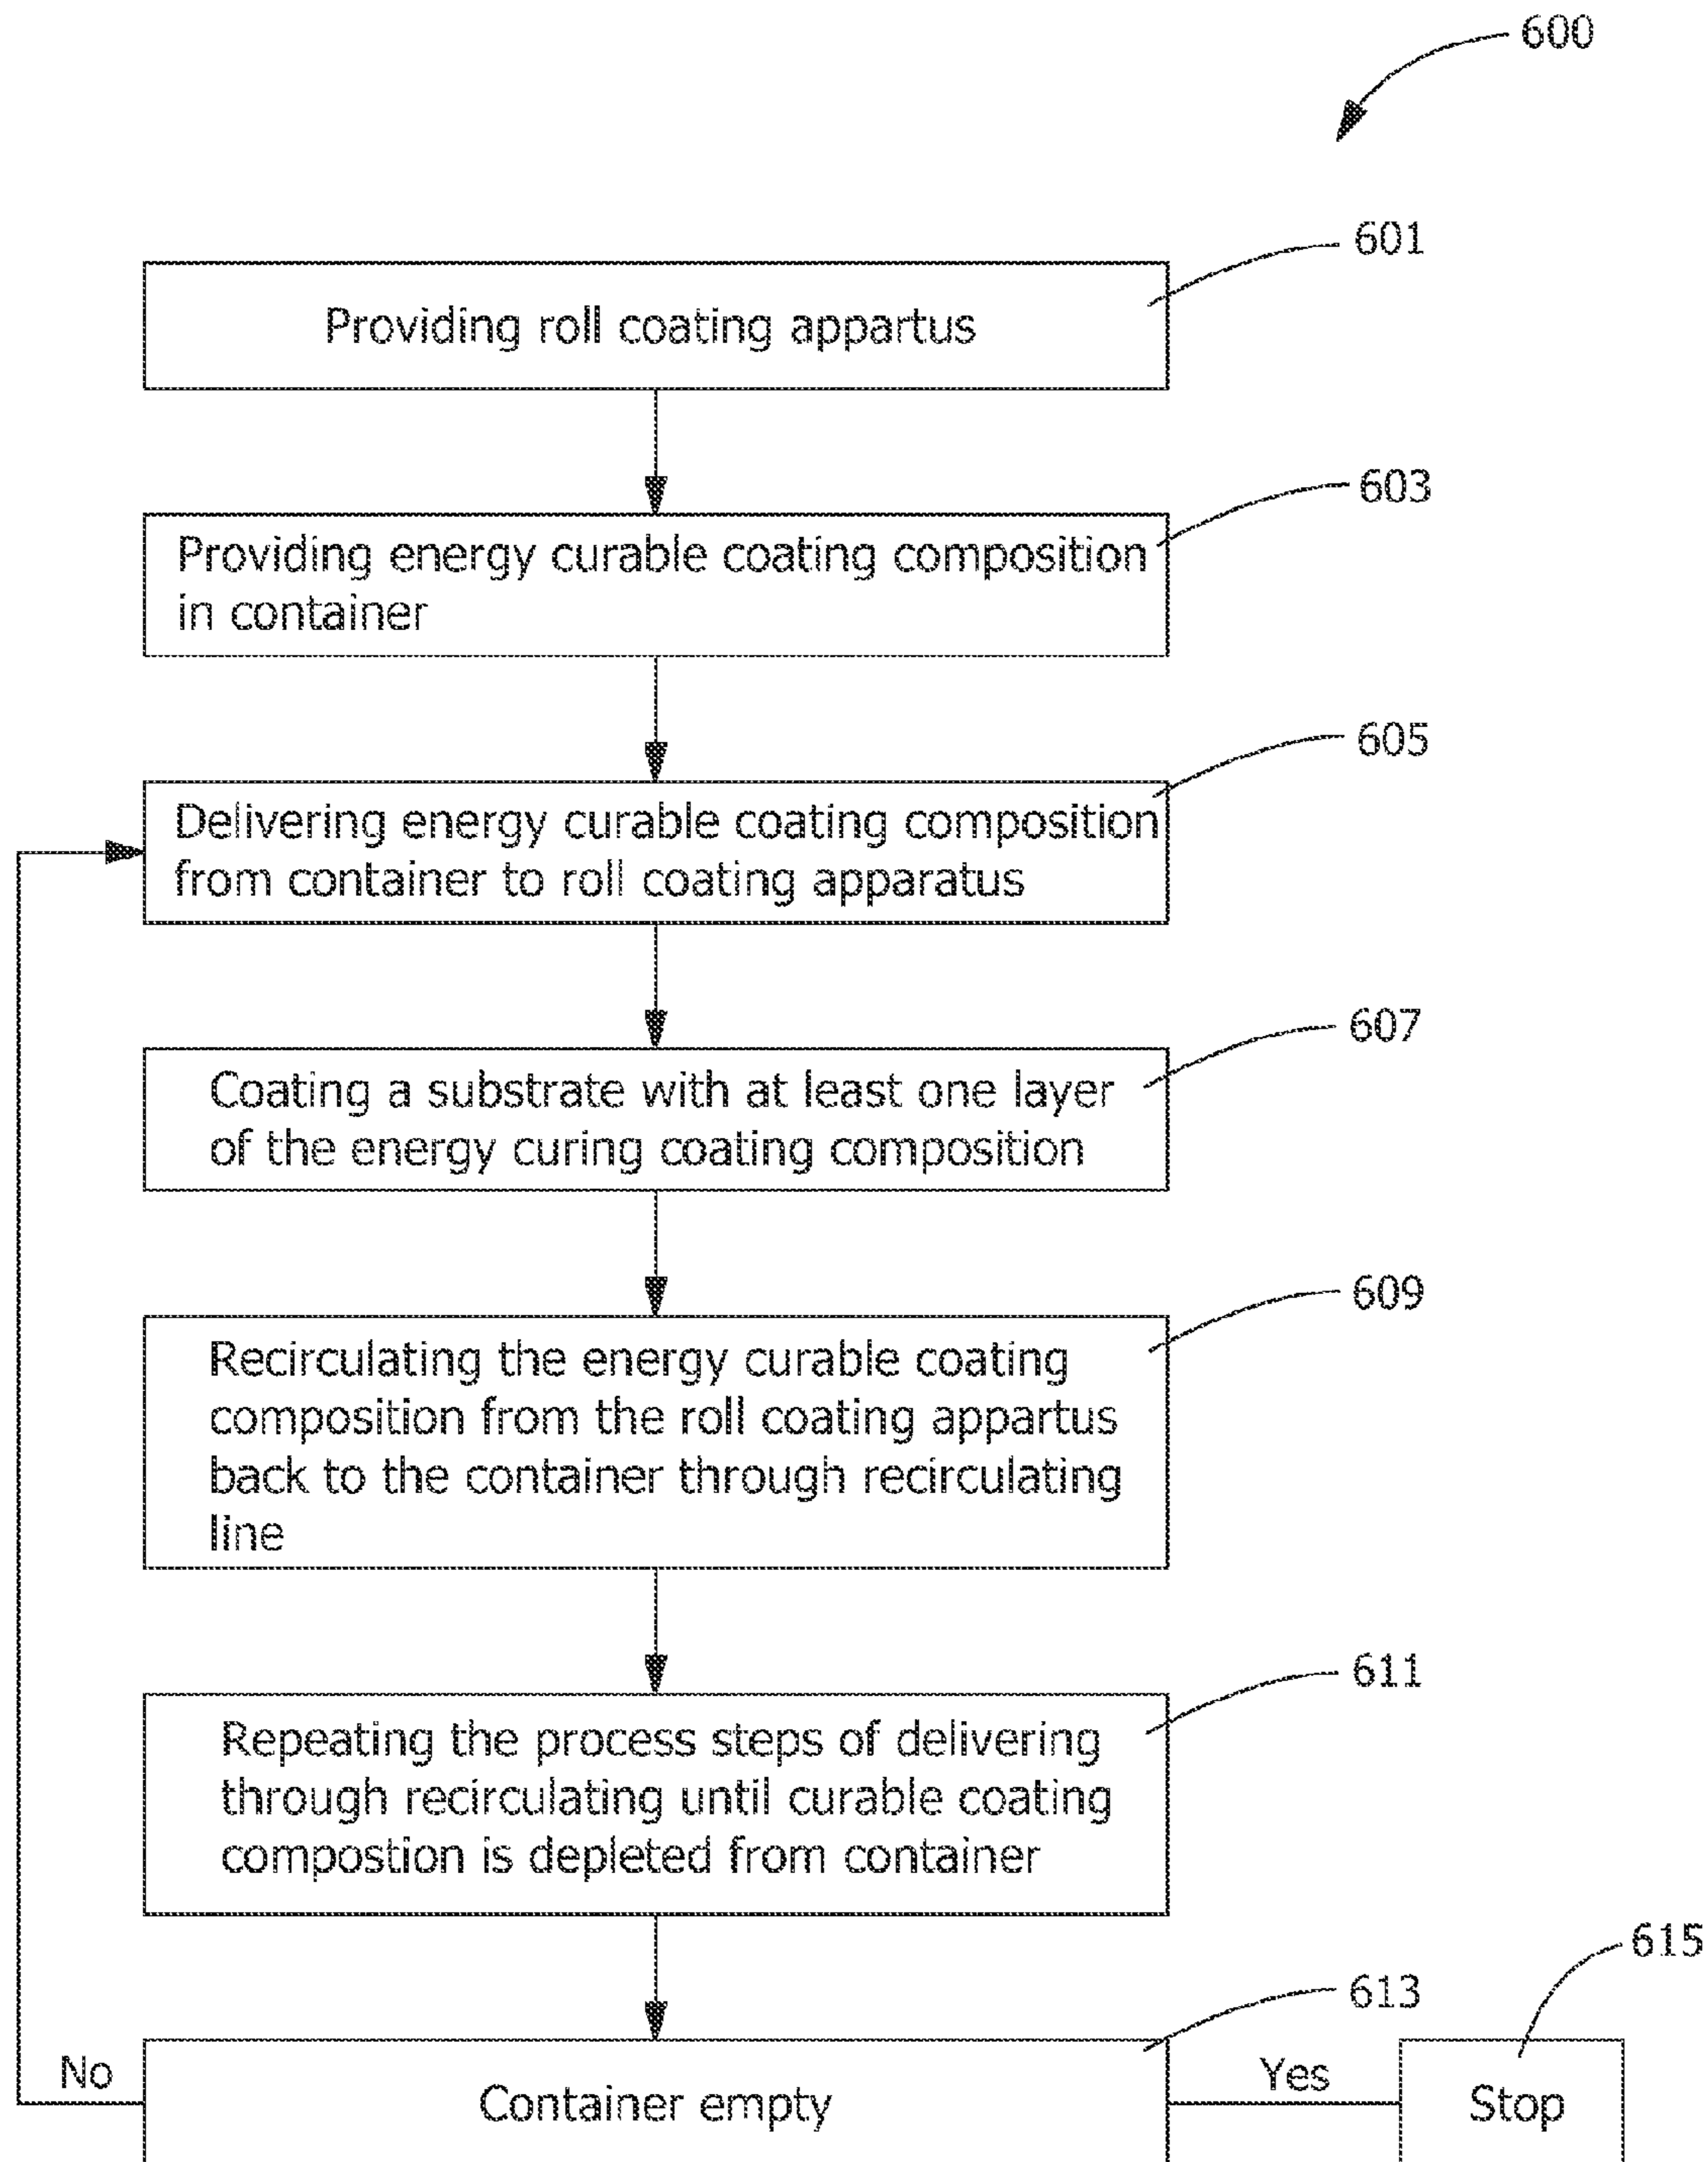 600
601
Providing roll coating appartus
603
Providing energy curable coating composition
in container
605
Delivering energy curable coating composition
from container to roll coating apparatus
607
Coating a substrate with at least one layer
of the energy curing coating composition
609
Recirculating the energy curable coating
composition from the roll coating appartus
back to the container through recirculating
line
611
Repeating the process steps of delivering
through recirculating until curable coating
compostion is depleted from container
615
613
No
Container empty
Yes
Stop